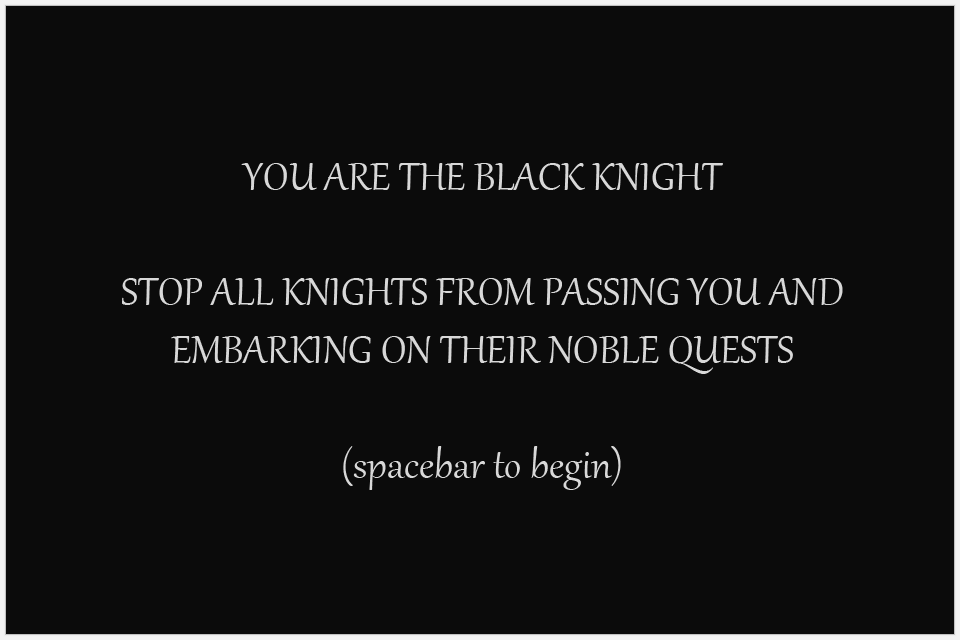 YOU ARE THE BLACK KNIGHT
STOP ALL KNIGHTS FROM PASSING YOU AND
EMBARKING ON THEIR NOBLE QUESTS
(spacebar to begin)